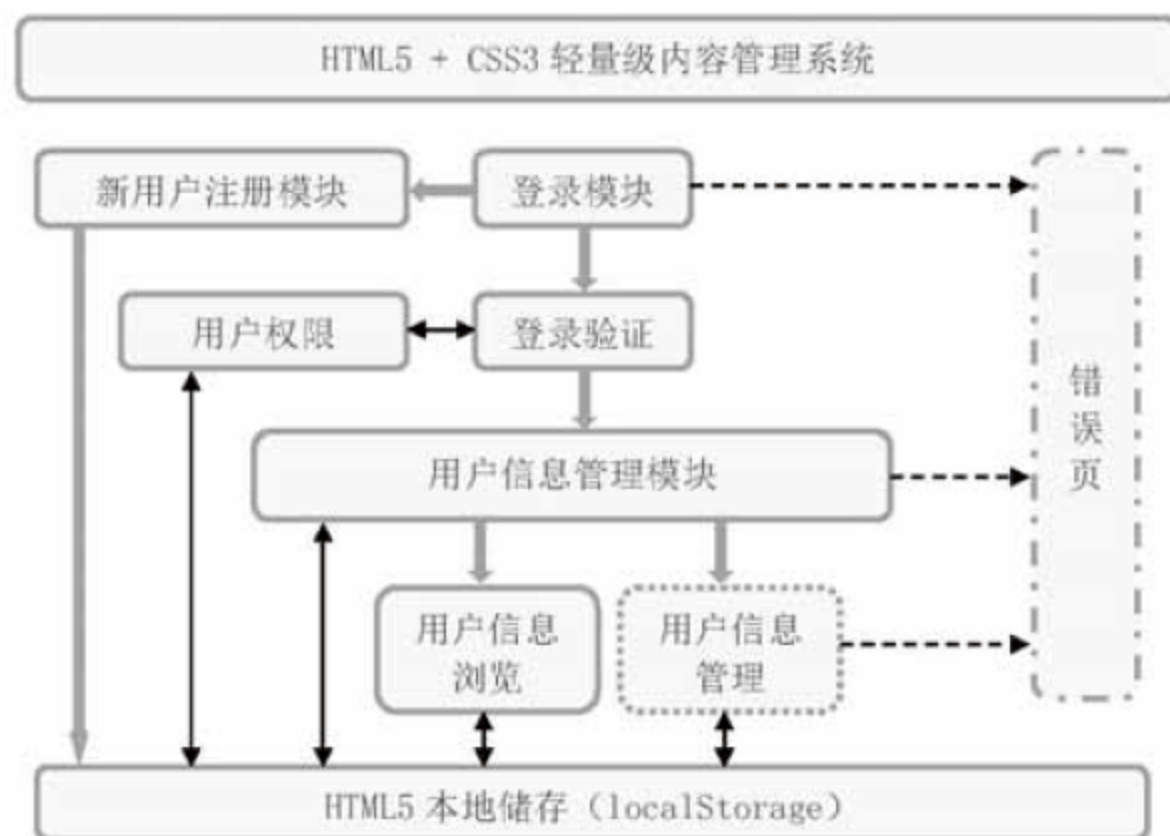 HTML5 + CSS3 轻量级内容管理系统
新用户注册模块
登录模块
用户权限
登录验证
用户信息管理模块
错
误
页
用户信息
浏览
用户信息
管理
HTML5 本地储存（localStorage）